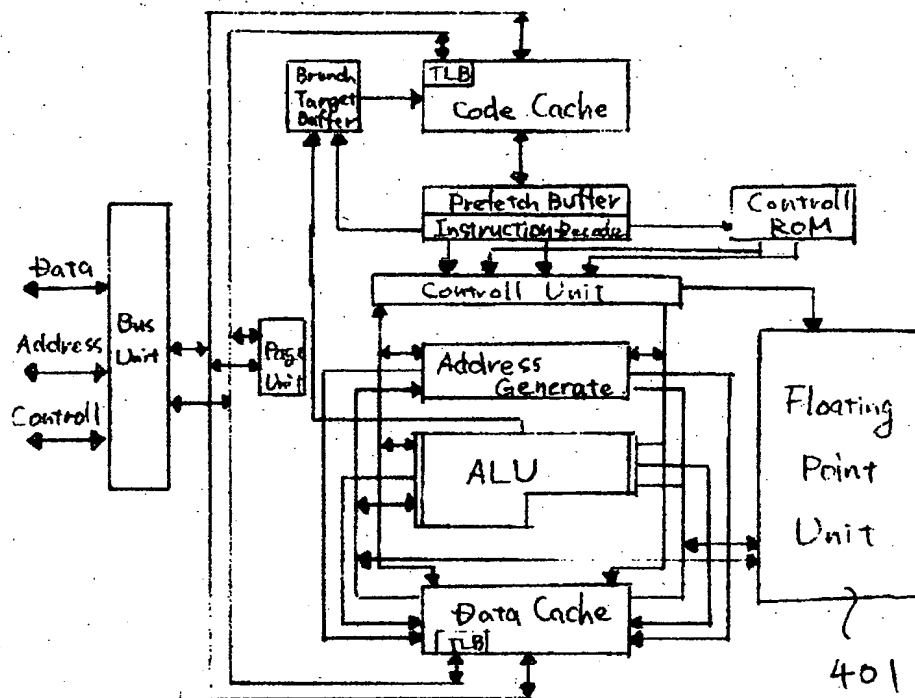 TLB
Code Cache
Branch
Target
Buffer
Prefetch Buffer
Instruction Decode
Controll
ROM
Controll Unit
Data
Address
Controll
Bus
Unit
Page
Unit
Address
Generate
ALU
Floating
Point
Unit
Data Cache
TLB
401